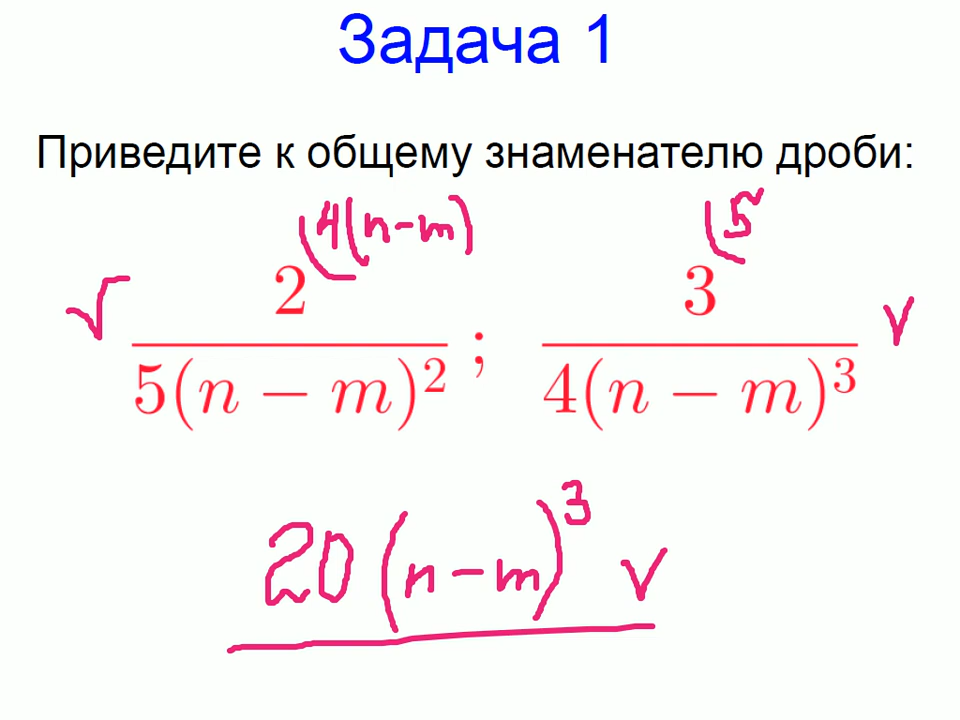 Задача 1
Приведите к общему знаменателю дроби:
(4(n-m) (5
√ 2 / 5(n − m)² ; 3 / 4(n − m)³ v
20(n-m)³ v